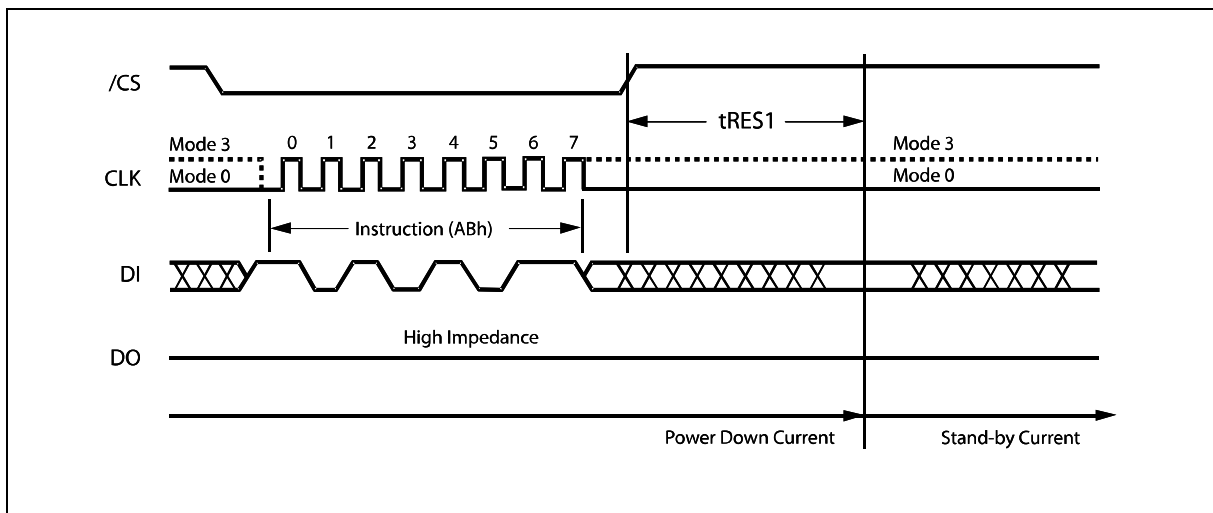 /CS
tRES1
Mode 3 0 1 2 3 4 5 6 7 Mode 3
CLK Mode 0 Mode 0
Instruction (ABh)
DI
High Impedance
DO
Power Down Current Stand-by Current